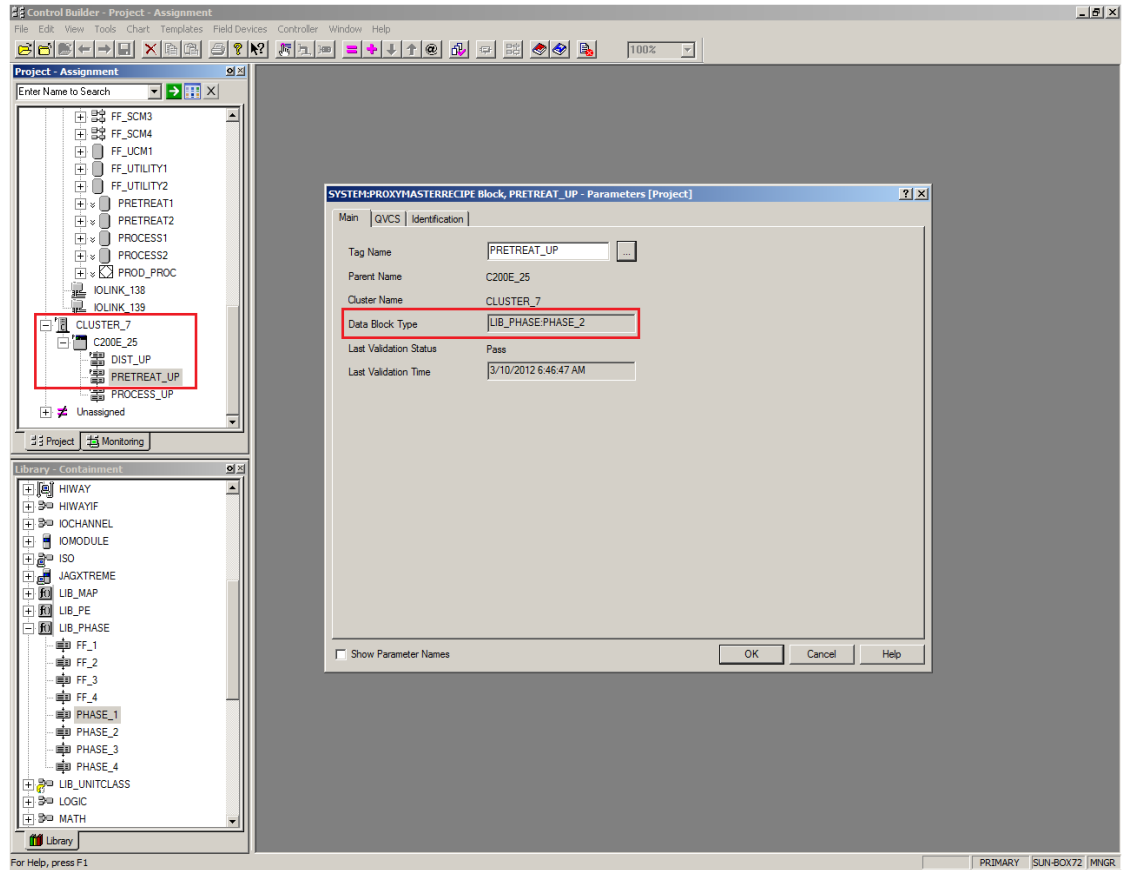 Control Builder - Project - Assignment
File Edit View Tools Chart Templates Field Devices Controller Window Help
100%
Project - Assignment
Enter Name to Search
FF_SCM3
FF_SCM4
FF_UCM1
FF_UTILITY1
FF_UTILITY2
PRETREAT1
PRETREAT2
PROCESS1
PROCESS2
PROD_PROC
IOLINK_138
IOLINK_139
CLUSTER_7
C200E_25
DIST_UP
PRETREAT_UP
PROCESS_UP
Unassigned
Project Monitoring
Library - Containment
HIWAY
HIWAYIF
IOCHANNEL
IOMODULE
ISO
JAGXTREME
LIB_MAP
LIB_PE
LIB_PHASE
FF_1
FF_2
FF_3
FF_4
PHASE_1
PHASE_2
PHASE_3
PHASE_4
LIB_UNITCLASS
LOGIC
MATH
Library
SYSTEM:PROXYMASTERRECIPE Block, PRETREAT_UP - Parameters [Project]
Main QVCS Identification
Tag Name PRETREAT_UP ...
Parent Name C200E_25
Cluster Name CLUSTER_7
Data Block Type LIB_PHASE:PHASE_2
Last Validation Status Pass
Last Validation Time 3/10/2012 6:46:47 AM
Show Parameter Names OK Cancel Help
For Help, press F1 PRIMARY SUN-BOX72 MNGR